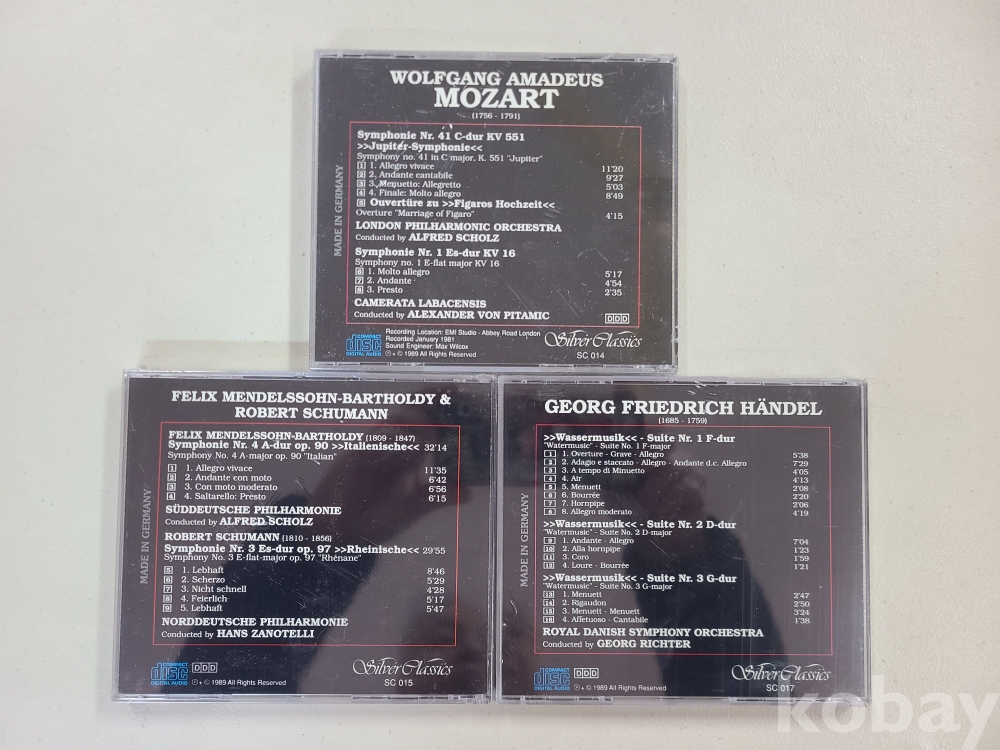 WOLFGANG AMADEUS
MOZART
(1756 - 1791)
Symphonie Nr. 41 C-dur KV 551
>>Jupiter-Symphonie<<
Symphony no. 41 in C major, K. 551 "Jupiter"
1 1. Allegro vivace 11'20
2 2. Andante cantabile 9'27
3 3. Menuetto: Allegretto 5'03
4 4. Finale: Molto allegro 8'49
5 Ouvertüre zu >>Figaros Hochzeit<<
Overture "Marriage of Figaro" 4'15
LONDON PHILHARMONIC ORCHESTRA
Conducted by ALFRED SCHOLZ
Symphonie Nr. 1 Es-dur KV 16
Symphony no. 1 E-flat major KV 16
6 1. Molto allegro 5'17
7 2. Andante 4'54
8 3. Presto 2'35
CAMERATA LABACENSIS
Conducted by ALEXANDER VON PITAMIC
DDD
MADE IN GERMANY
COMPACT disc DIGITAL AUDIO
Recording Location: EMI Studio - Abbey Road London
Recorded January 1981
Sound Engineer: Max Wilcox
℗ + © 1989 All Rights Reserved
Silver Classics
SC 014
FELIX MENDELSSOHN-BARTHOLDY &
ROBERT SCHUMANN
FELIX MENDELSSOHN-BARTHOLDY (1809 - 1847)
Symphonie Nr. 4 A-dur op. 90 >>Italienische<< 32'14
Symphony No. 4 A-major op. 90 "Italian"
1 1. Allegro vivace 11'35
2 2. Andante con moto 6'42
3 3. Con moto moderato 6'56
4 4. Saltarello: Presto 6'15
SÜDDEUTSCHE PHILHARMONIE
Conducted by ALFRED SCHOLZ
ROBERT SCHUMANN (1810 - 1856)
Symphonie Nr. 3 Es-dur op. 97 >>Rheinische<< 29'55
Symphony No. 3 E-flat-major op. 97 "Rhenane"
5 1. Lebhaft 8'46
6 2. Scherzo 5'29
7 3. Nicht schnell 4'28
8 4. Feierlich 5'17
9 5. Lebhaft 5'47
NORDDEUTSCHE PHILHARMONIE
Conducted by HANS ZANOTELLI
MADE IN GERMANY
COMPACT disc DIGITAL AUDIO
DDD
℗ + © 1989 All Rights Reserved
Silver Classics
SC 015
GEORG FRIEDRICH HÄNDEL
(1685 - 1759)
>>Wassermusik<< - Suite Nr. 1 F-dur
"Watermusic" - Suite No. 1 F-major
1 1. Overture - Grave - Allegro 5'38
2 2. Adagio e staccato - Allegro - Andante d.c. Allegro 7'29
3 3. A tempo di Minuetto 4'05
4 4. Air 4'13
5 5. Menuett 2'08
6 6. Bourrée 2'20
7 7. Hornpipe 2'06
8 8. Allegro moderato 4'19
>>Wassermusik<< - Suite Nr. 2 D-dur
"Watermusic" - Suite No. 2 D-major
9 1. Andante - Allegro 7'04
10 2. Alla hornpipe 1'23
11 3. Coro 1'59
12 4. Loure - Bourrée 1'21
>>Wassermusik<< - Suite Nr. 3 G-dur
"Watermusic" - Suite No. 3 G-major
13 1. Menuett 2'47
14 2. Rigaudon 2'50
15 3. Menuett - Menuett 3'24
16 4. Affetuoso - Cantabile 1'38
ROYAL DANISH SYMPHONY ORCHESTRA
Conducted by GEORG RICHTER
MADE IN GERMANY
COMPACT disc DIGITAL AUDIO
DDD
℗ + © 1989 All Rights Reserved
Silver Classics
SC 017
kobay